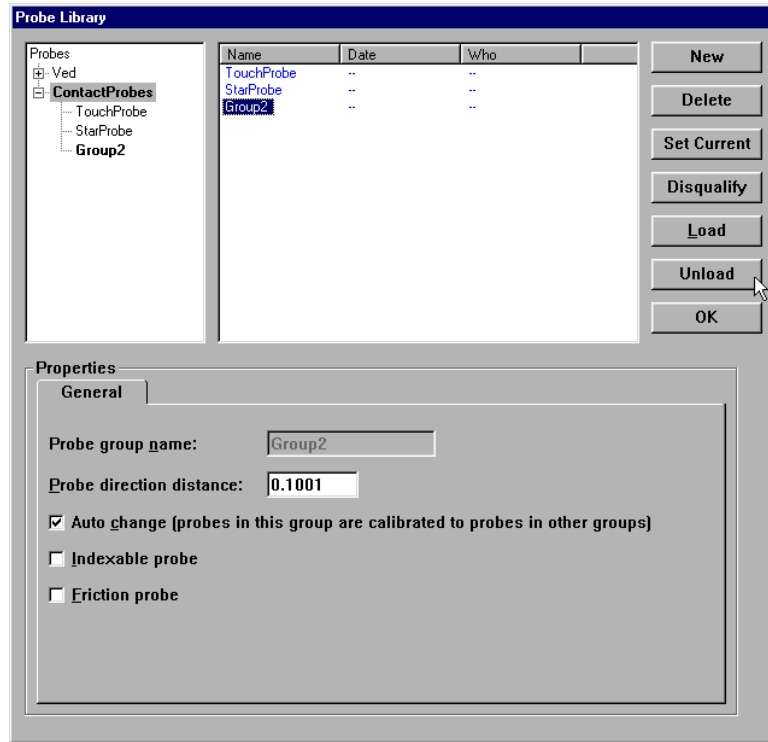 Probe Library
Probes
Ved
ContactProbes
TouchProbe
StarProbe
Group2
Name Date Who
TouchProbe -- --
StarProbe -- --
Group2 -- --
New
Delete
Set Current
Disqualify
Load
Unload
OK
Properties
General
Probe group name: Group2
Probe direction distance: 0.1001
Auto change (probes in this group are calibrated to probes in other groups)
Indexable probe
Friction probe